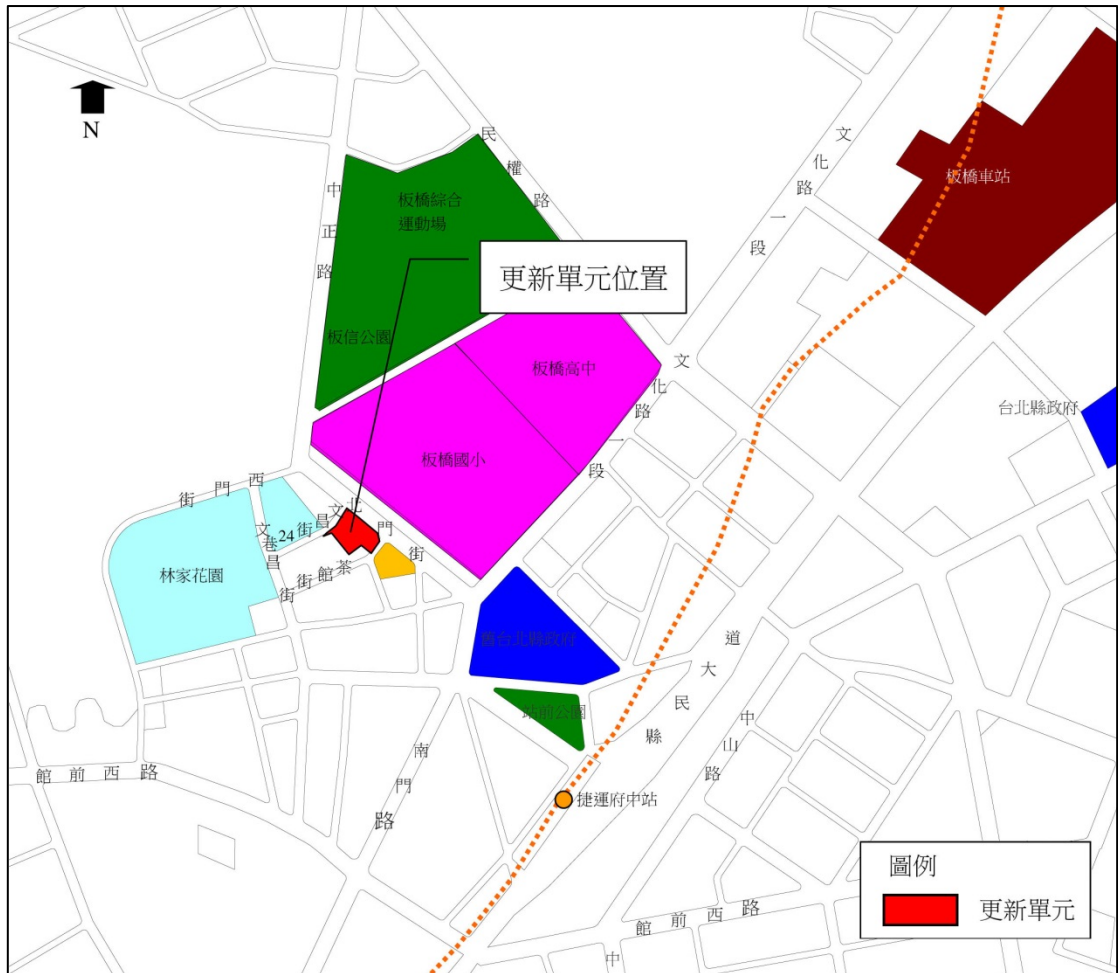 N
民權路
文化路一段
中正路
板橋綜合
運動場
板橋車站
更新單元位置
板信公園
板橋高中
文化路一段
台北縣政府
板橋國小
西門街
北門街
文昌街
24巷
文昌街
林家花園
茶館街
舊台北縣政府
縣民大道
站前公園
中山路
南門路
館前西路
捷運府中站
圖例
更新單元
館前西路
中